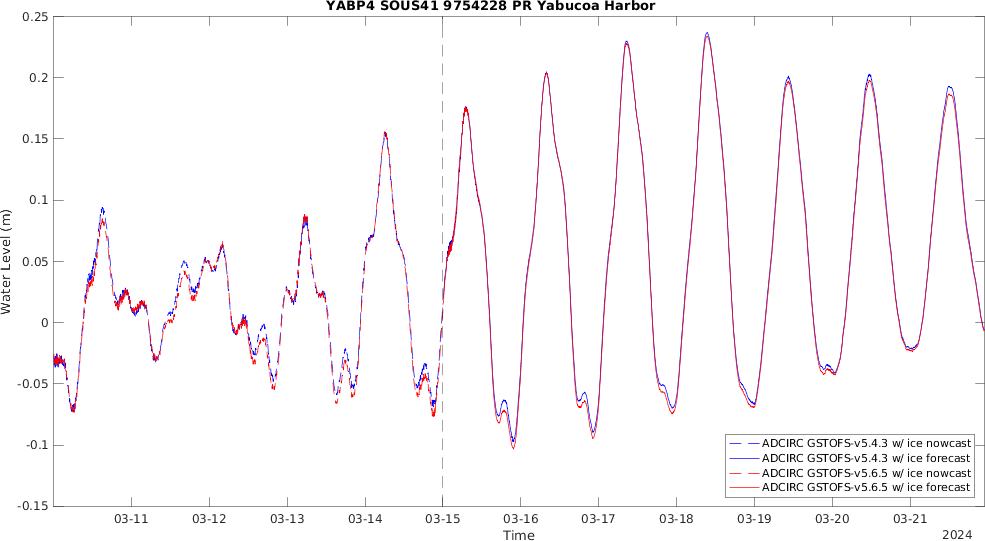 YABP4 SOUS41 9754228 PR Yabucoa Harbor
0.25
0.2
0.15
0.1
0.05
0
-0.05
-0.1
-0.15
Water Level (m)
ADCIRC GSTOFS-v5.4.3 w/ ice nowcast
ADCIRC GSTOFS-v5.4.3 w/ ice forecast
ADCIRC GSTOFS-v5.6.5 w/ ice nowcast
ADCIRC GSTOFS-v5.6.5 w/ ice forecast
03-11 03-12 03-13 03-14 03-15 03-16 03-17 03-18 03-19 03-20 03-21
Time
2024